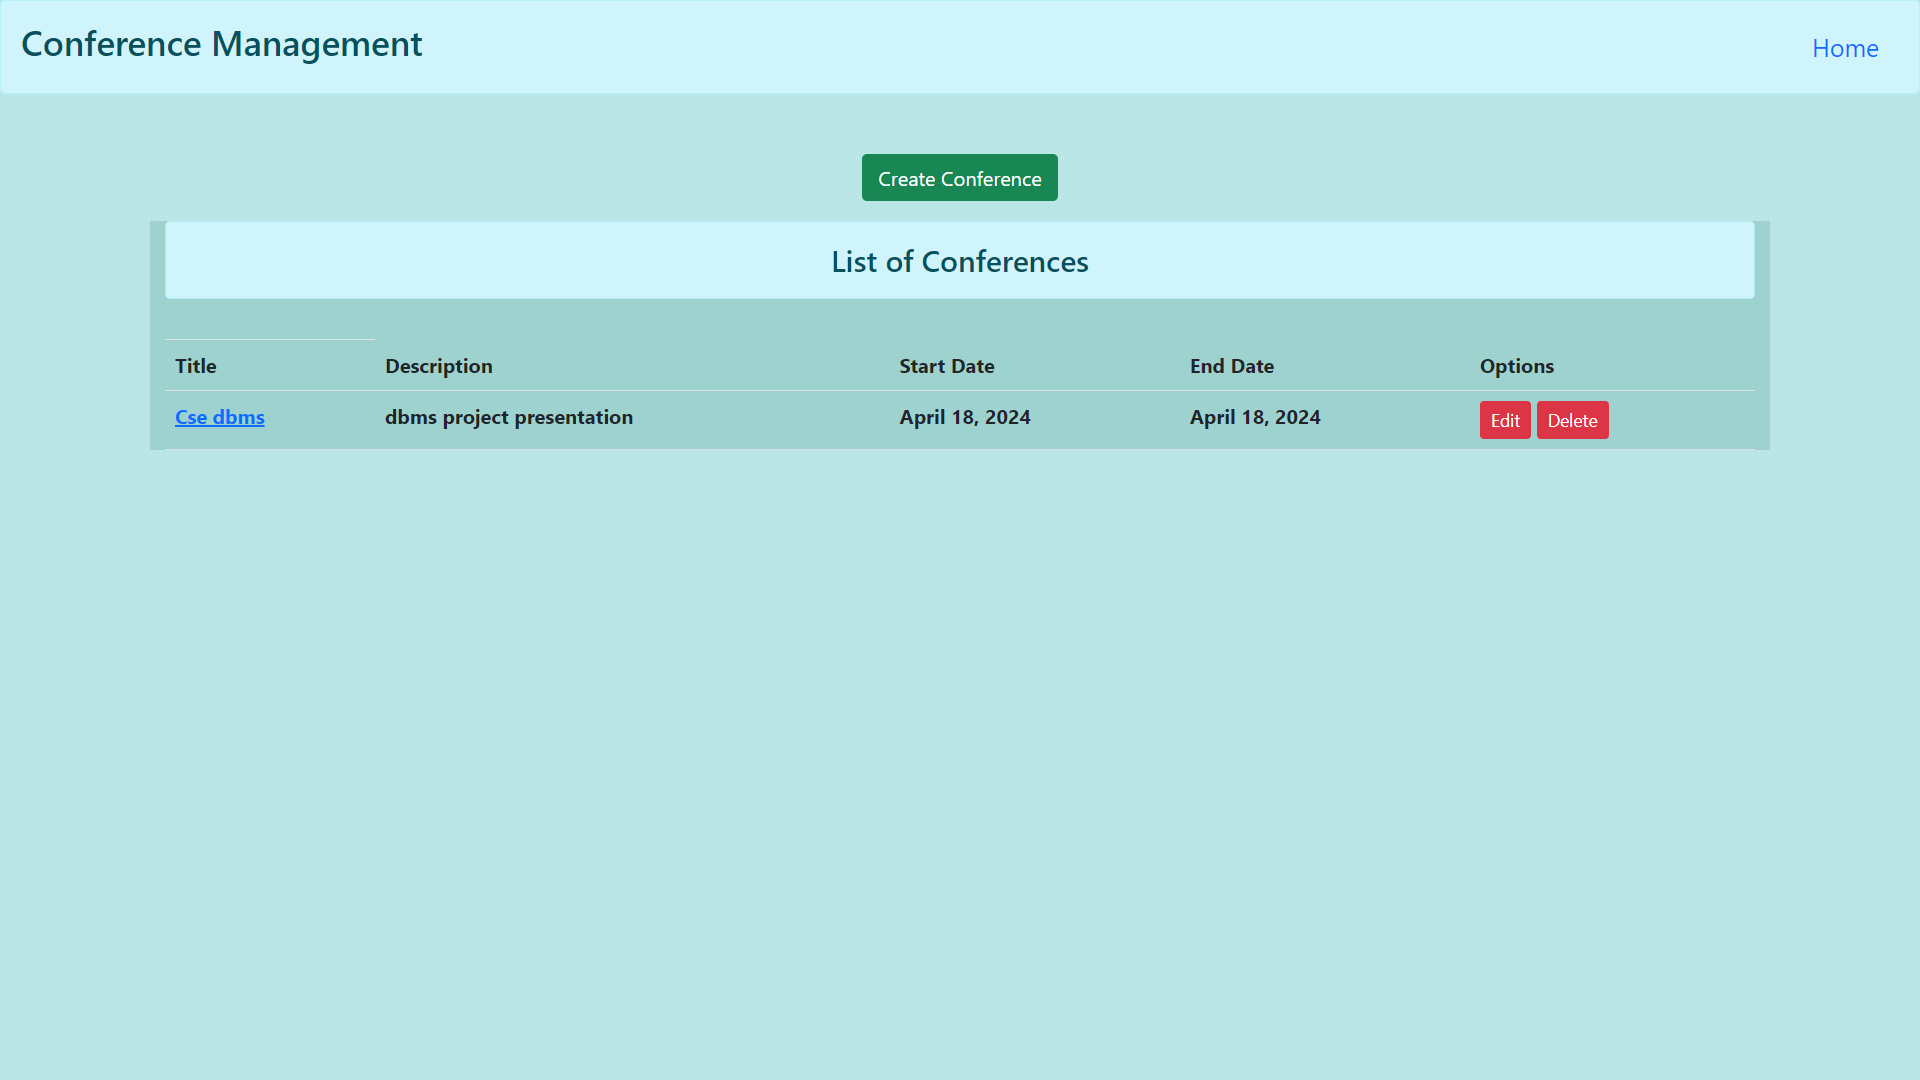 Conference Management
Home
Create Conference
List of Conferences
Title Description Start Date End Date Options
Cse dbms dbms project presentation April 18, 2024 April 18, 2024 Edit Delete